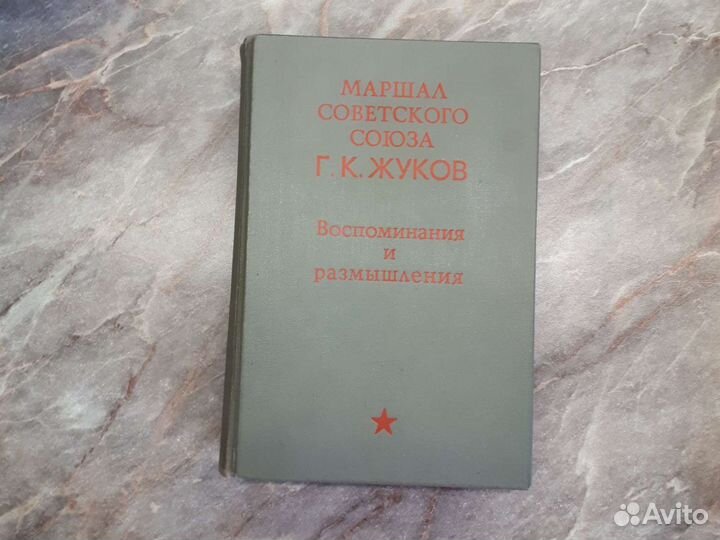 МАРШАЛ
СОВЕТСКОГО
СОЮЗА
Г. К. ЖУКОВ
Воспоминания
и
размышления
Avito